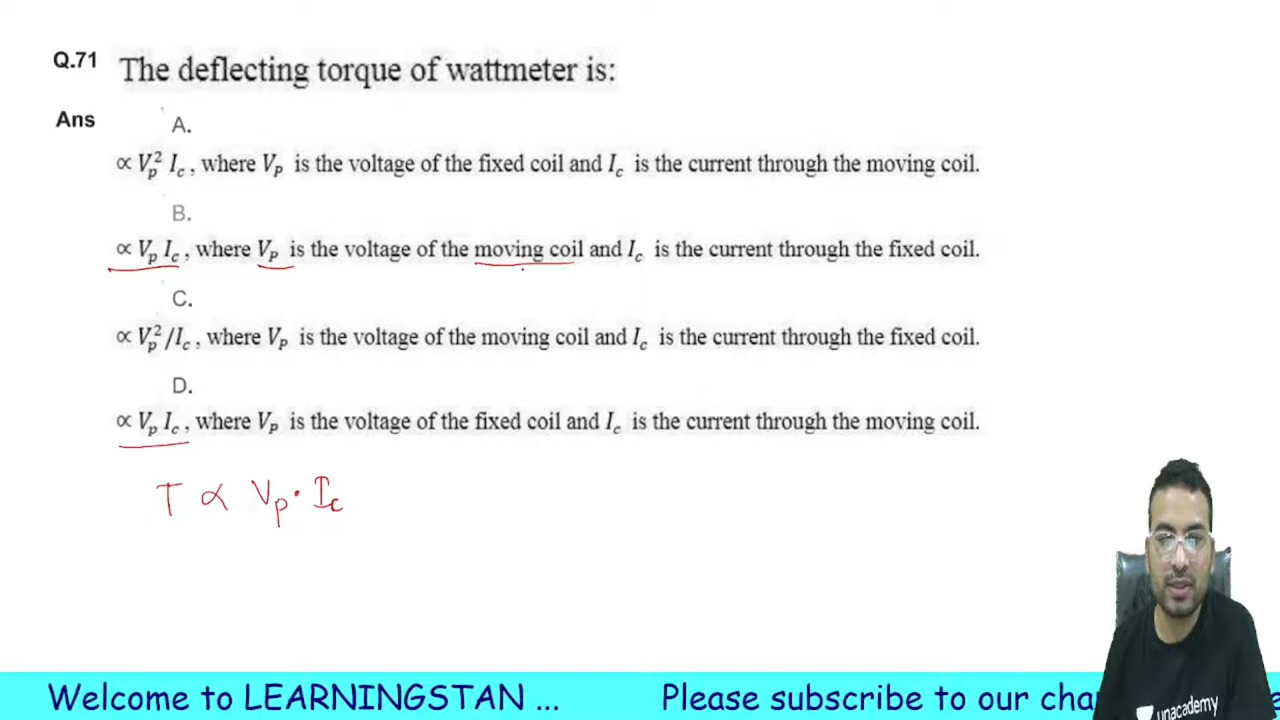 Q.71 The deflecting torque of wattmeter is:
Ans
A.
∝ V_p^2 I_c, where V_P is the voltage of the fixed coil and I_c is the current through the moving coil.
B.
∝ V_p I_c, where V_P is the voltage of the moving coil and I_c is the current through the fixed coil.
C.
∝ V_p^2/I_c, where V_P is the voltage of the moving coil and I_c is the current through the fixed coil.
D.
∝ V_p I_c, where V_P is the voltage of the fixed coil and I_c is the current through the moving coil.
T ∝ V_p · I_c
unacademy
Welcome to LEARNINGSTAN ... Please subscribe to our cha